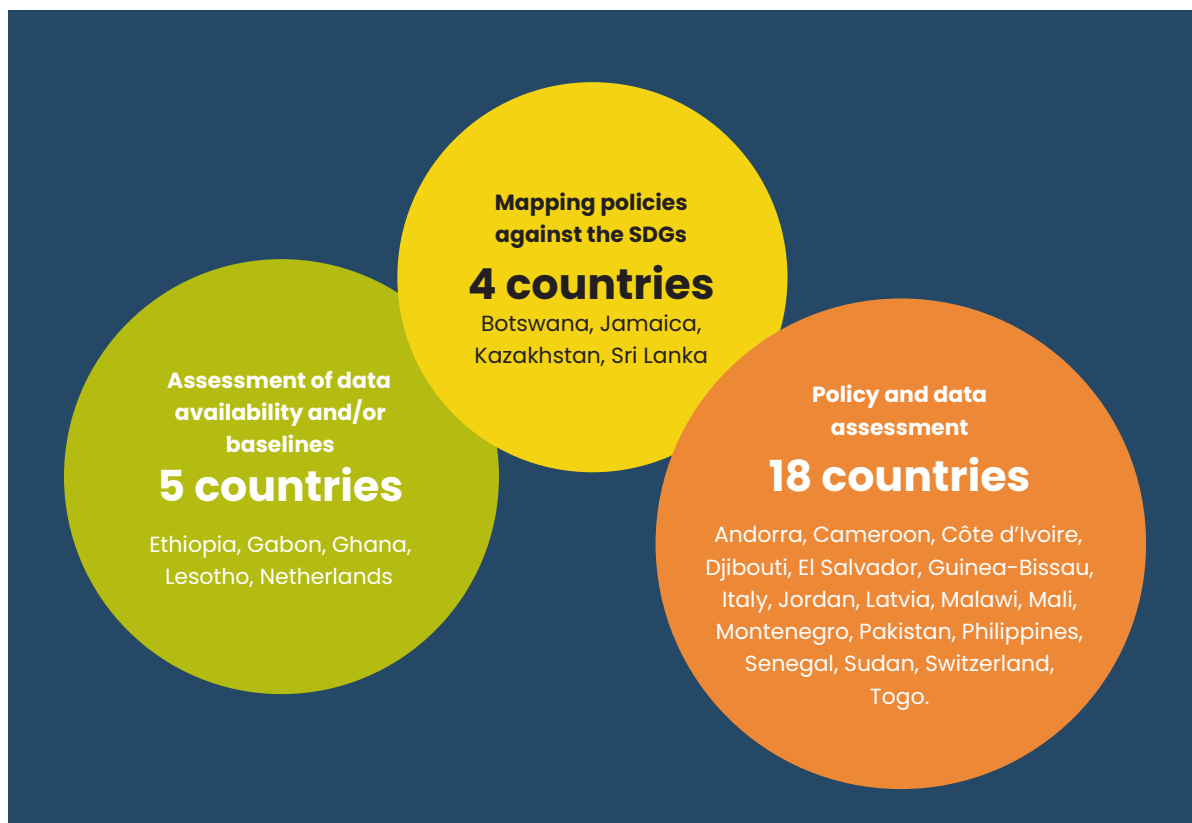 Mapping policies
against the SDGs
4 countries
Botswana, Jamaica,
Kazakhstan, Sri Lanka
Assessment of data
availability and/or
baselines
5 countries
Ethiopia, Gabon, Ghana,
Lesotho, Netherlands
Policy and data
assessment
18 countries
Andorra, Cameroon, Côte d’Ivoire,
Djibouti, El Salvador, Guinea-Bissau,
Italy, Jordan, Latvia, Malawi, Mali,
Montenegro, Pakistan, Philippines,
Senegal, Sudan, Switzerland,
Togo.